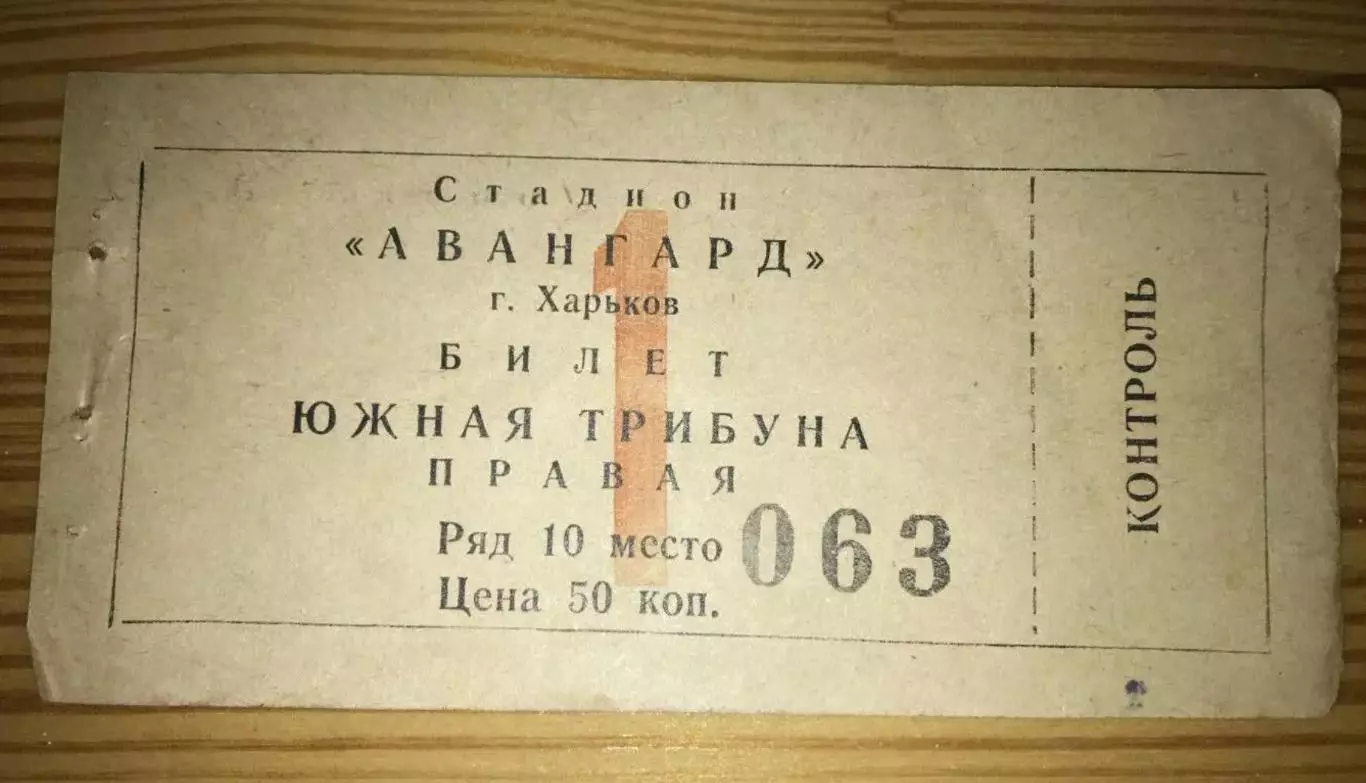 Стадион
«АВАНГАРД»
г. Харьков
БИЛЕТ
ЮЖНАЯ ТРИБУНА
ПРАВАЯ
Ряд 10 место 063
Цена 50 коп.
1
КОНТРОЛЬ